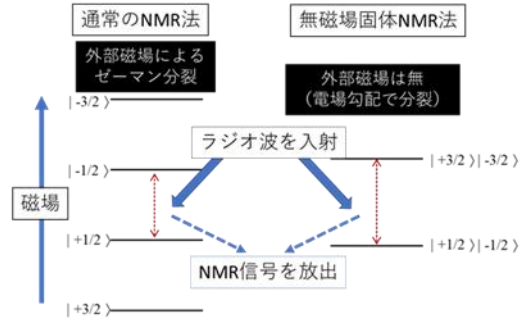 通常のNMR法
無磁場固体NMR法
外部磁場による
ゼーマン分裂
外部磁場は無
(電場勾配で分裂)
| -3/2 ⟩
ラジオ波を入射
| -1/2 ⟩
| +3/2 ⟩| -3/2 ⟩
磁場
| +1/2 ⟩
| +1/2 ⟩| -1/2 ⟩
NMR信号を放出
| +3/2 ⟩